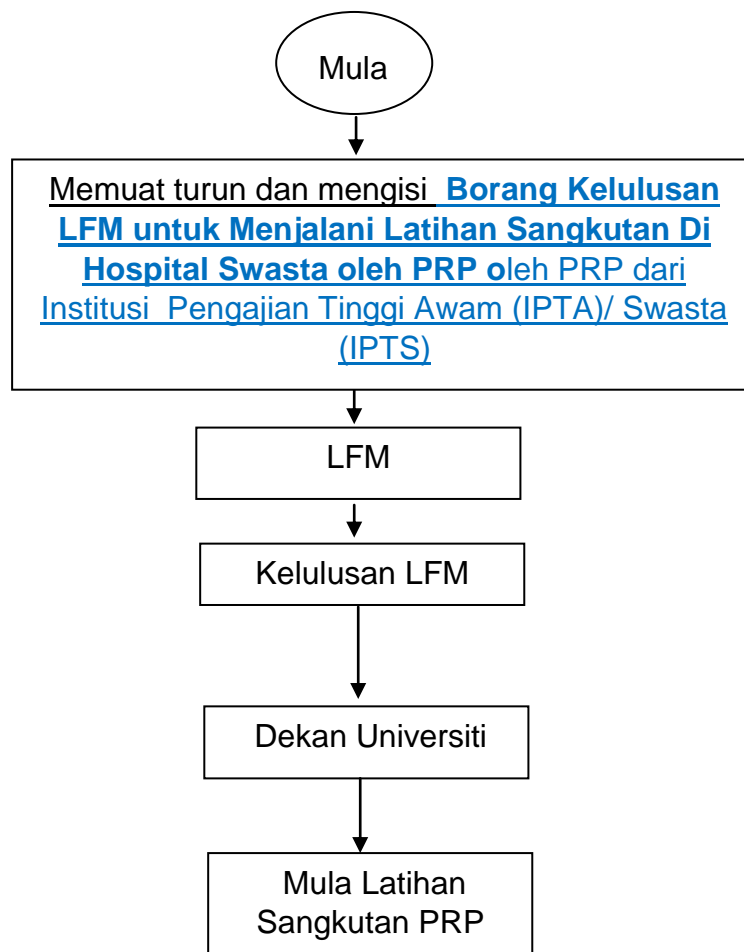 Mula
Memuat turun dan mengisi Borang Kelulusan
LFM untuk Menjalani Latihan Sangkutan Di
Hospital Swasta oleh PRP oleh PRP dari
Institusi Pengajian Tinggi Awam (IPTA)/ Swasta
(IPTS)
LFM
Kelulusan LFM
Dekan Universiti
Mula Latihan
Sangkutan PRP